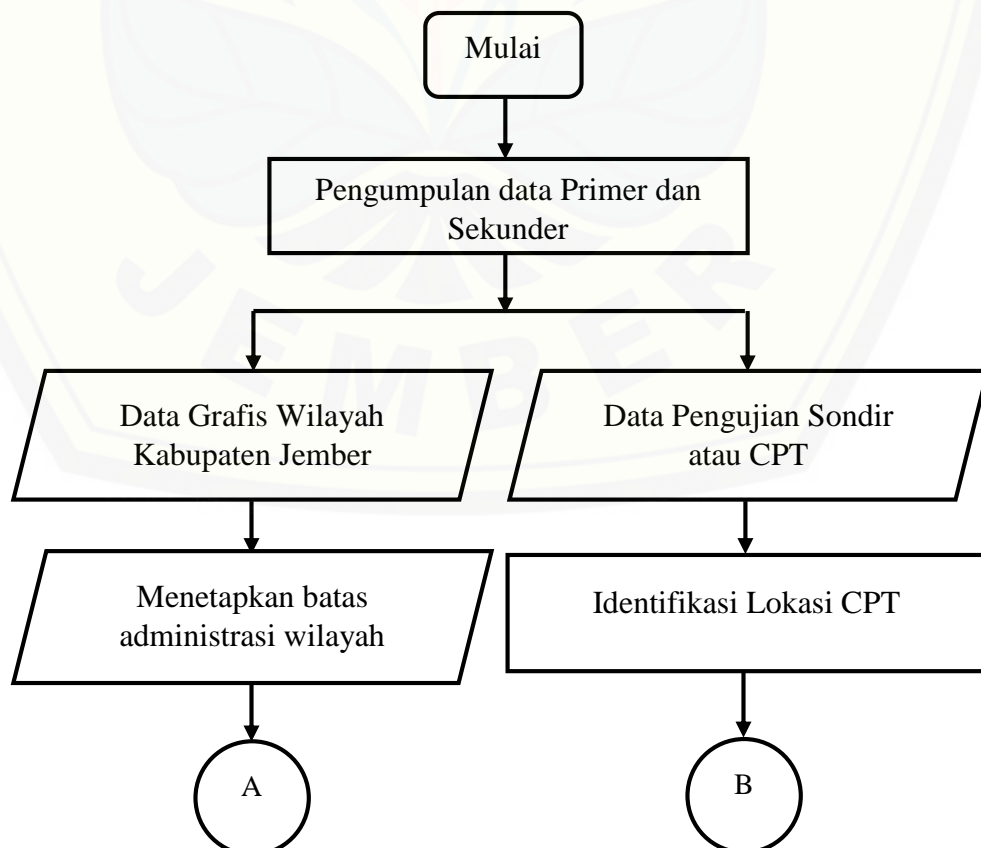 Mulai
Pengumpulan data Primer dan
Sekunder
Data Grafis Wilayah
Kabupaten Jember
Data Pengujian Sondir
atau CPT
Menetapkan batas
administrasi wilayah
Identifikasi Lokasi CPT
A
B
JEMBER